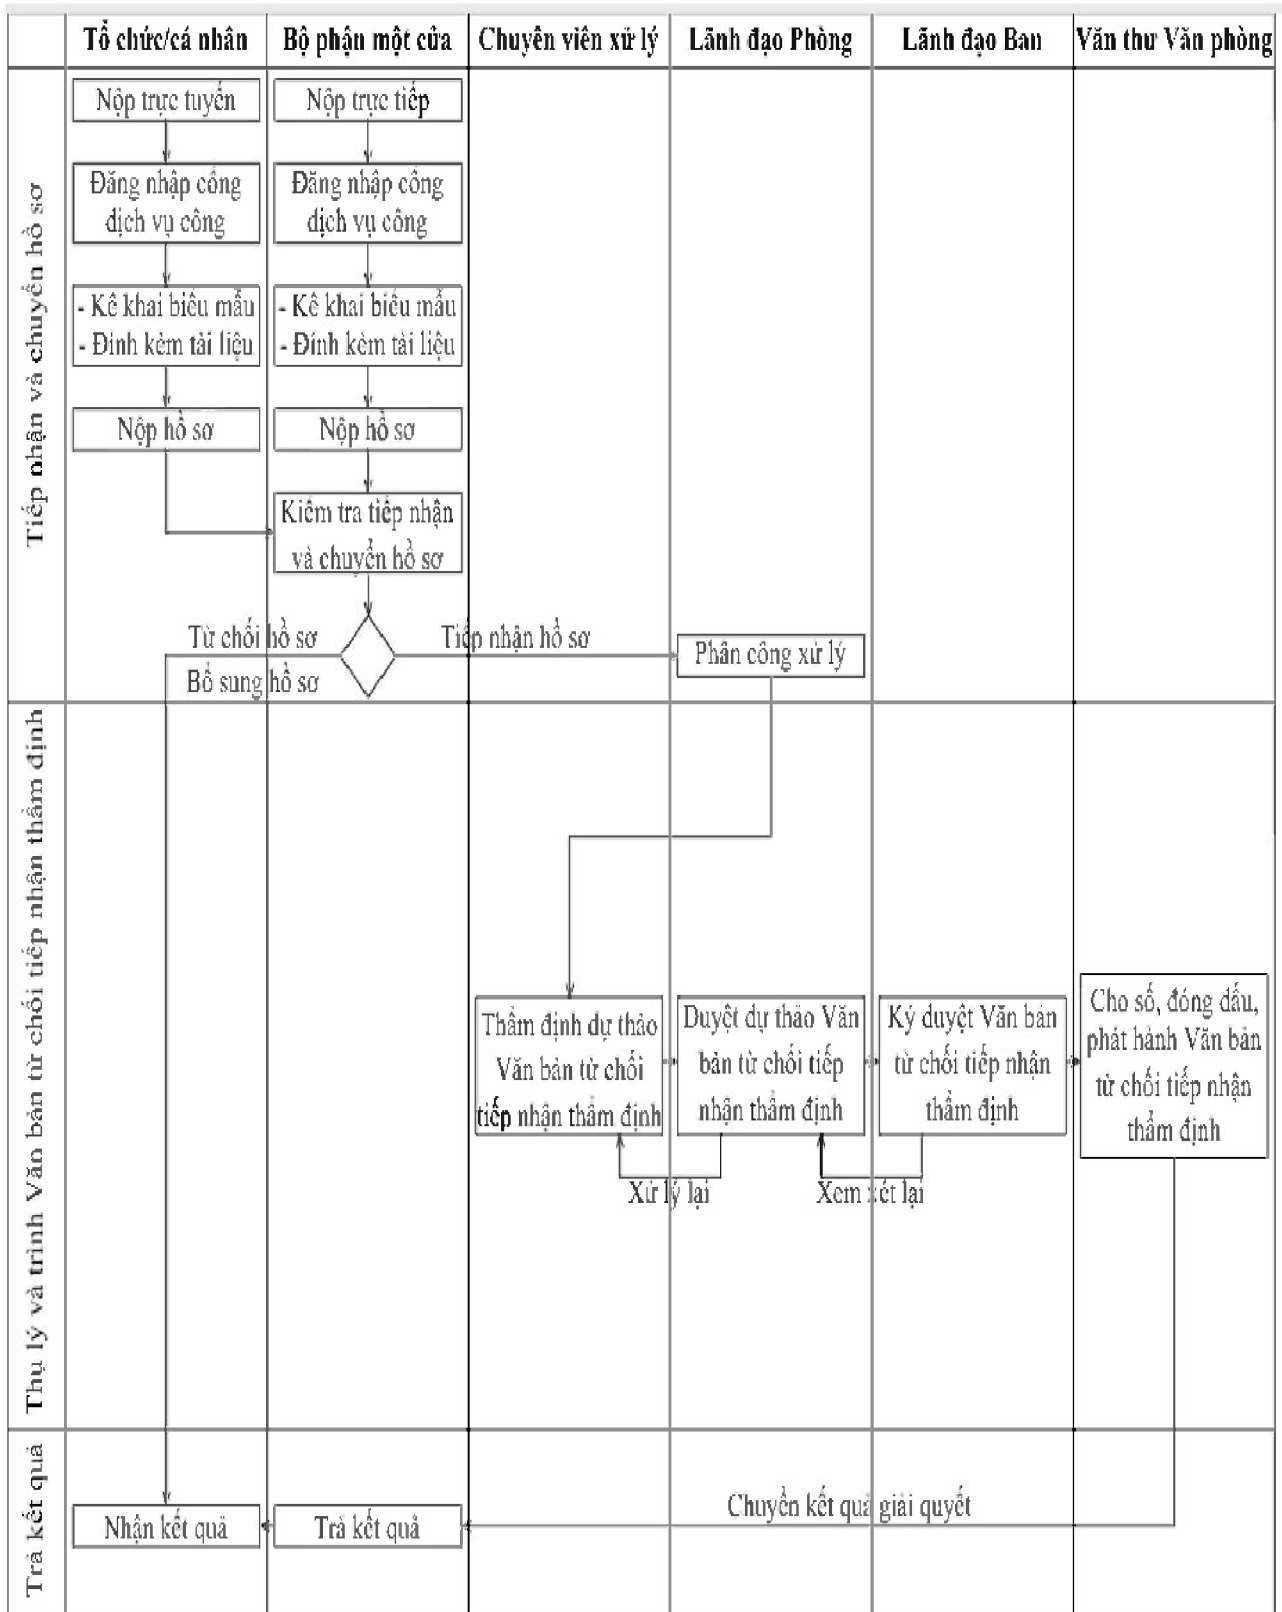 Tổ chức/cá nhân
Bộ phận một cửa
Chuyên viên xử lý
Lãnh đạo Phòng
Lãnh đạo Ban
Văn thư Văn phòng
Tiếp nhận và chuyển hồ sơ
Nộp trực tuyến
Nộp trực tiếp
Đăng nhập cổng
dịch vụ công
Đăng nhập cổng
dịch vụ công
- Kê khai biểu mẫu
- Đính kèm tài liệu
- Kê khai biểu mẫu
- Đính kèm tài liệu
Nộp hồ sơ
Nộp hồ sơ
Kiểm tra tiếp nhận
và chuyển hồ sơ
Từ chối hồ sơ
Bổ sung hồ sơ
Tiếp nhận hồ sơ
Phân công xử lý
Thụ lý và trình Văn bản từ chối tiếp nhận thẩm định
Thẩm định dự thảo
Văn bản từ chối
tiếp nhận thẩm định
Duyệt dự thảo Văn
bản từ chối tiếp
nhận thẩm định
Ký duyệt Văn bản
từ chối tiếp nhận
thẩm định
Cho số, đóng dấu,
phát hành Văn bản
từ chối tiếp nhận
thẩm định
Xử lý lại
Xem xét lại
Trả kết quả
Chuyển kết quả giải quyết
Nhận kết quả
Trả kết quả